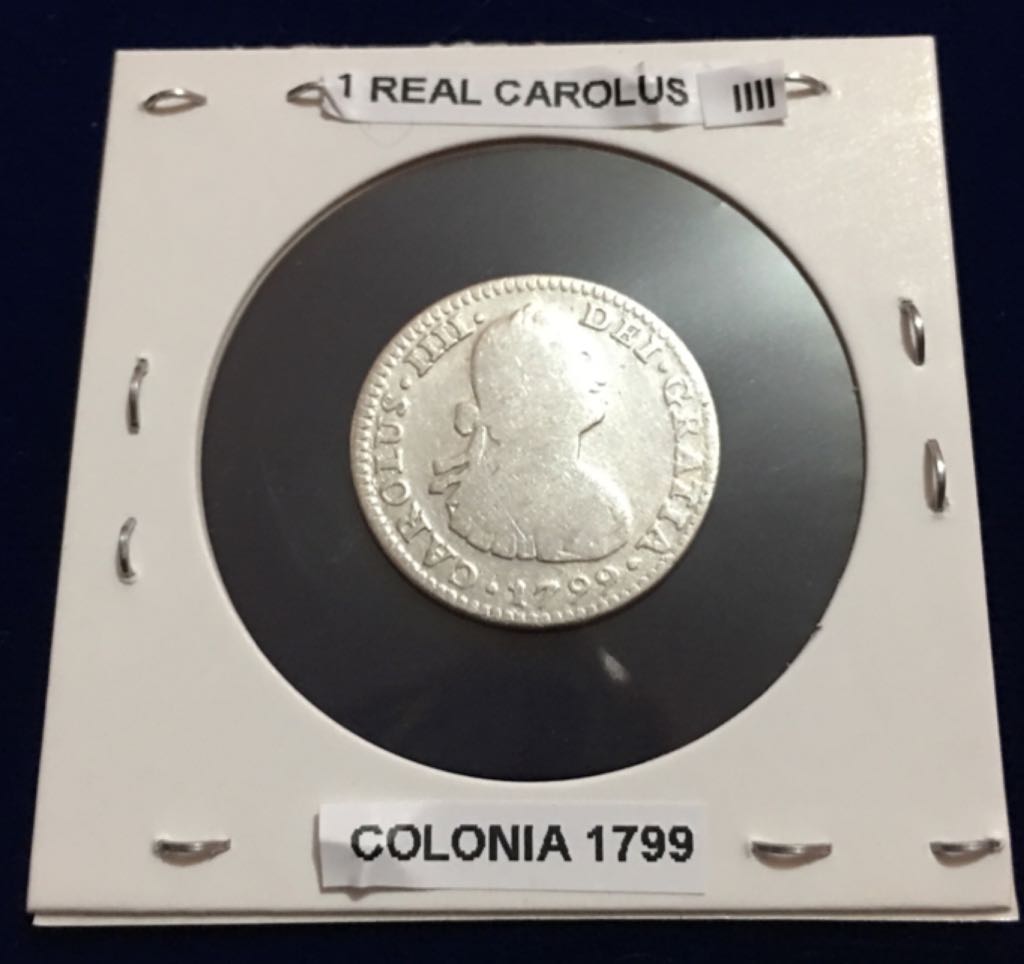 1 REAL CAROLUS IIII
CAROLUS·IIII· DEI·GRATIA·
·1799·
COLONIA 1799